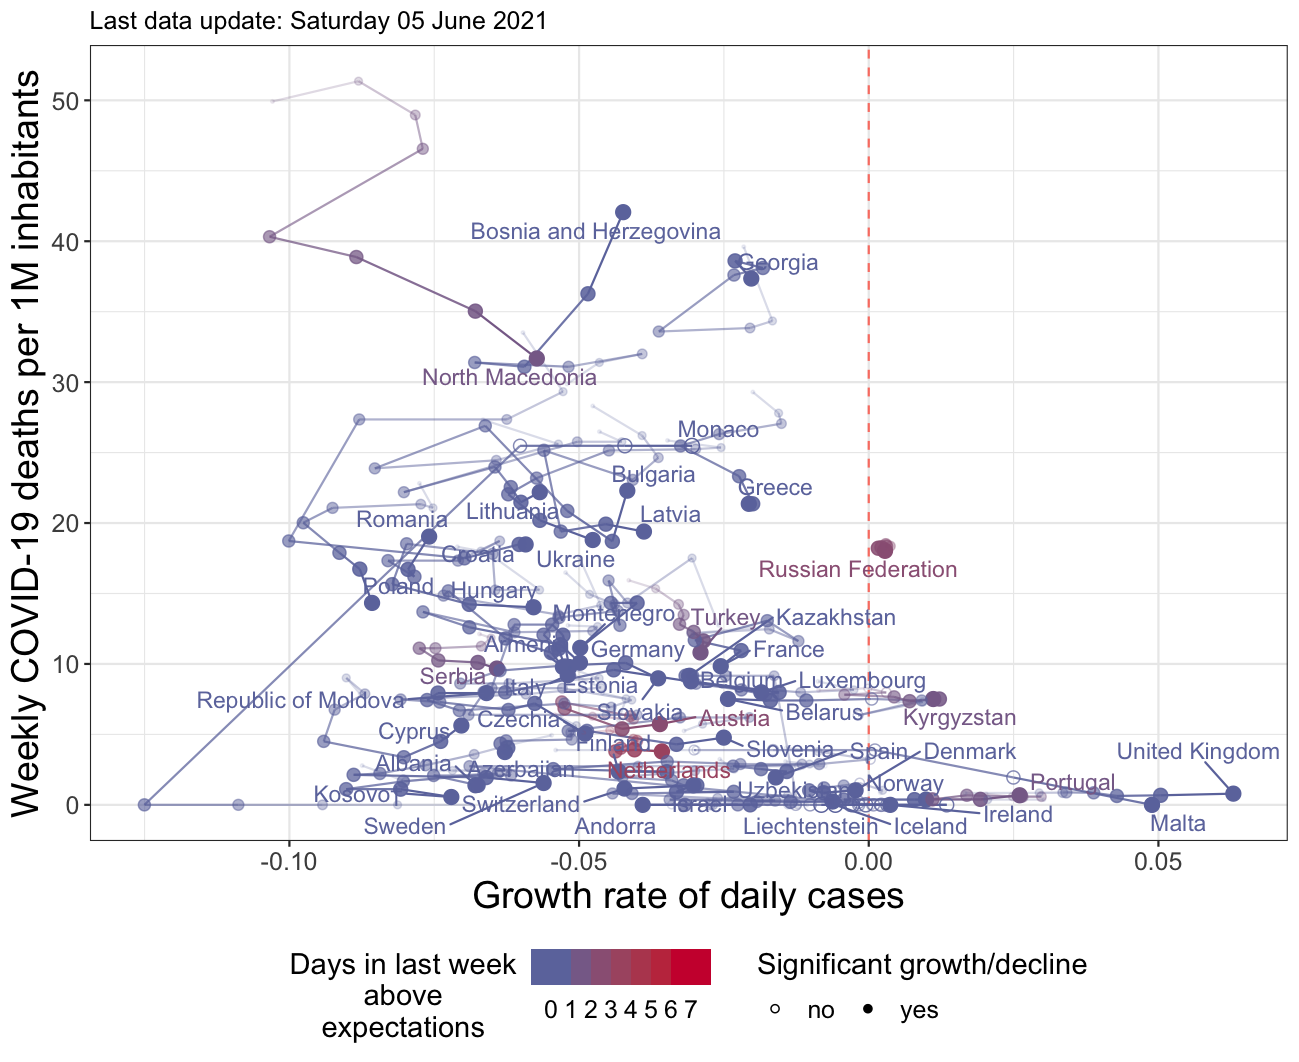 Last data update: Saturday 05 June 2021
Weekly COVID-19 deaths per 1M inhabitants
50
40
30
20
10
0
Bosnia and Herzegovina
Georgia
North Macedonia
Monaco
Bulgaria
Greece
Lithuania
Latvia
Romania
Croatia
Ukraine
Russian Federation
Poland
Hungary
Montenegro
Turkey
Kazakhstan
Armenia
Germany
France
Serbia
Italy
Estonia
Belgium
Luxembourg
Republic of Moldova
Slovakia
Austria
Belarus
Kyrgyzstan
Czechia
Cyprus
Finland
Slovenia
Spain
Denmark
United Kingdom
Albania
Azerbaijan
Netherlands
Uzbekistan
Norway
Portugal
Kosovo
Switzerland
Israel
Ireland
Sweden
Andorra
Liechtenstein
Iceland
Malta
-0.10
-0.05
0.00
0.05
Growth rate of daily cases
Days in last week
above
expectations
0 1 2 3 4 5 6 7
Significant growth/decline
no
yes